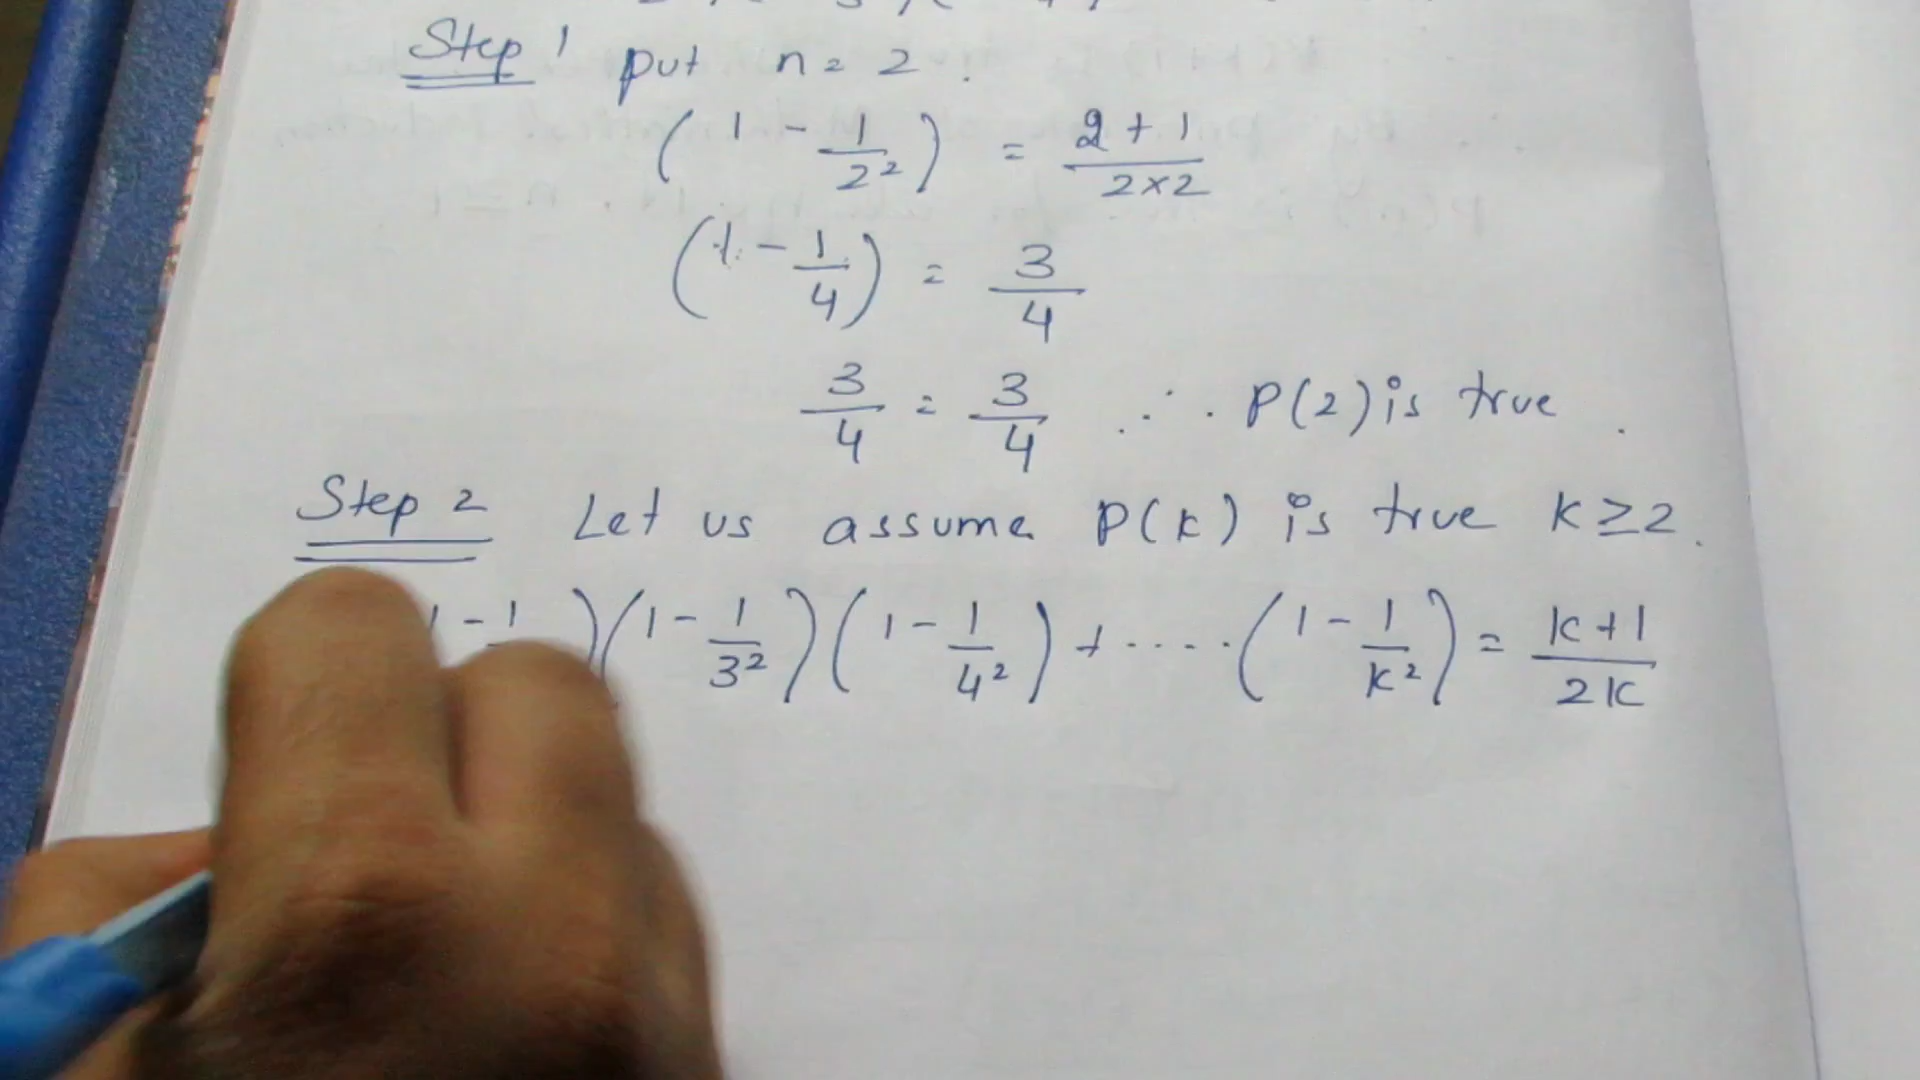 Step 1 put n = 2.
(1 - 1/2²) = 2+1/2×2
(1 - 1/4) = 3/4
3/4 = 3/4 ∴ P(2) is true.
Step 2 Let us assume P(k) is true k ≥ 2.
1 - 1/ )(1 - 1/3²)(1 - 1/4²) + .....(1 - 1/k²) = k+1/2k